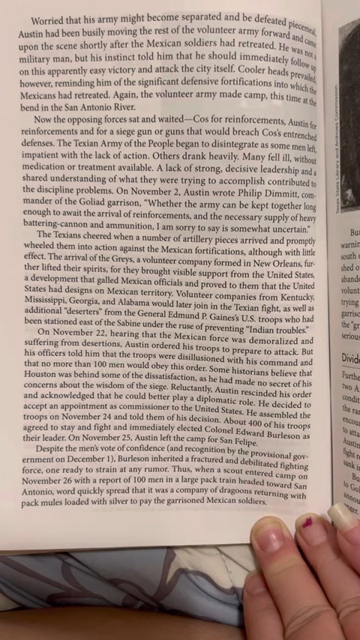 Worried that his army might become separated and be defeated piecemeal,
Austin had been busily moving the rest of the volunteer army forward and came
upon the scene shortly after the Mexican soldiers had retreated. He was not a
military man, but his instinct told him that he should immediately follow up
on this apparently easy victory and attack the city itself. Cooler heads prevailed,
however, reminding him of the significant defensive fortifications into which the
Mexicans had retreated. Again, the volunteer army made camp, this time at the
bend in the San Antonio River.
Now the opposing forces sat and waited—Cos for reinforcements, Austin for
reinforcements and for a siege gun or guns that would breach Cos's entrenched
defenses. The Texian Army of the People began to disintegrate as some men left,
impatient with the lack of action. Others drank heavily. Many fell ill, without
medication or treatment available. A lack of strong, decisive leadership and a
shared understanding of what they were trying to accomplish contributed to
the discipline problems. On November 2, Austin wrote Philip Dimmitt, com-
mander of the Goliad garrison, "Whether the army can be kept together long
enough to await the arrival of reinforcements, and the necessary supply of heavy
battering-cannon and ammunition, I am sorry to say is somewhat uncertain."
The Texians cheered when a number of artillery pieces arrived and promptly
wheeled them into action against the Mexican fortifications, although with little
effect. The arrival of the Greys, a volunteer company formed in New Orleans, fur-
ther lifted their spirits, for they brought visible support from the United States,
a development that galled Mexican officials and proved to them that the United
States had designs on Mexican territory. Volunteer companies from Kentucky,
Mississippi, Georgia, and Alabama would later join in the Texian fight, as well as
additional "deserters" from the General Edmund P. Gaines's U.S. troops who had
been stationed east of the Sabine under the ruse of preventing "Indian troubles."
On November 22, hearing that the Mexican force was demoralized and
suffering from desertions, Austin ordered his troops to prepare to attack. But
his officers told him that the troops were disillusioned with his command and
that no more than 100 men would obey this order. Some historians believe that
Houston was behind some of the dissatisfaction, as he had made no secret of his
concerns about the wisdom of the siege. Reluctantly, Austin rescinded his order
and acknowledged that he could better play a diplomatic role. He decided to
accept an appointment as commissioner to the United States. He assembled the
troops on November 24 and told them of his decision. About 400 of his troops
agreed to stay and fight and immediately elected Colonel Edward Burleson as
their leader. On November 25, Austin left the camp for San Felipe.
Despite the men's vote of confidence (and recognition by the provisional gov-
ernment on December 1), Burleson inherited a fractured and debilitated fighting
force, one ready to strain at any rumor. Thus, when a scout entered camp on
November 26 with a report of 100 men in a large pack train headed toward San
Antonio, word quickly spread that it was a company of dragoons returning with
pack mules loaded with silver to pay the garrisoned Mexican soldiers.